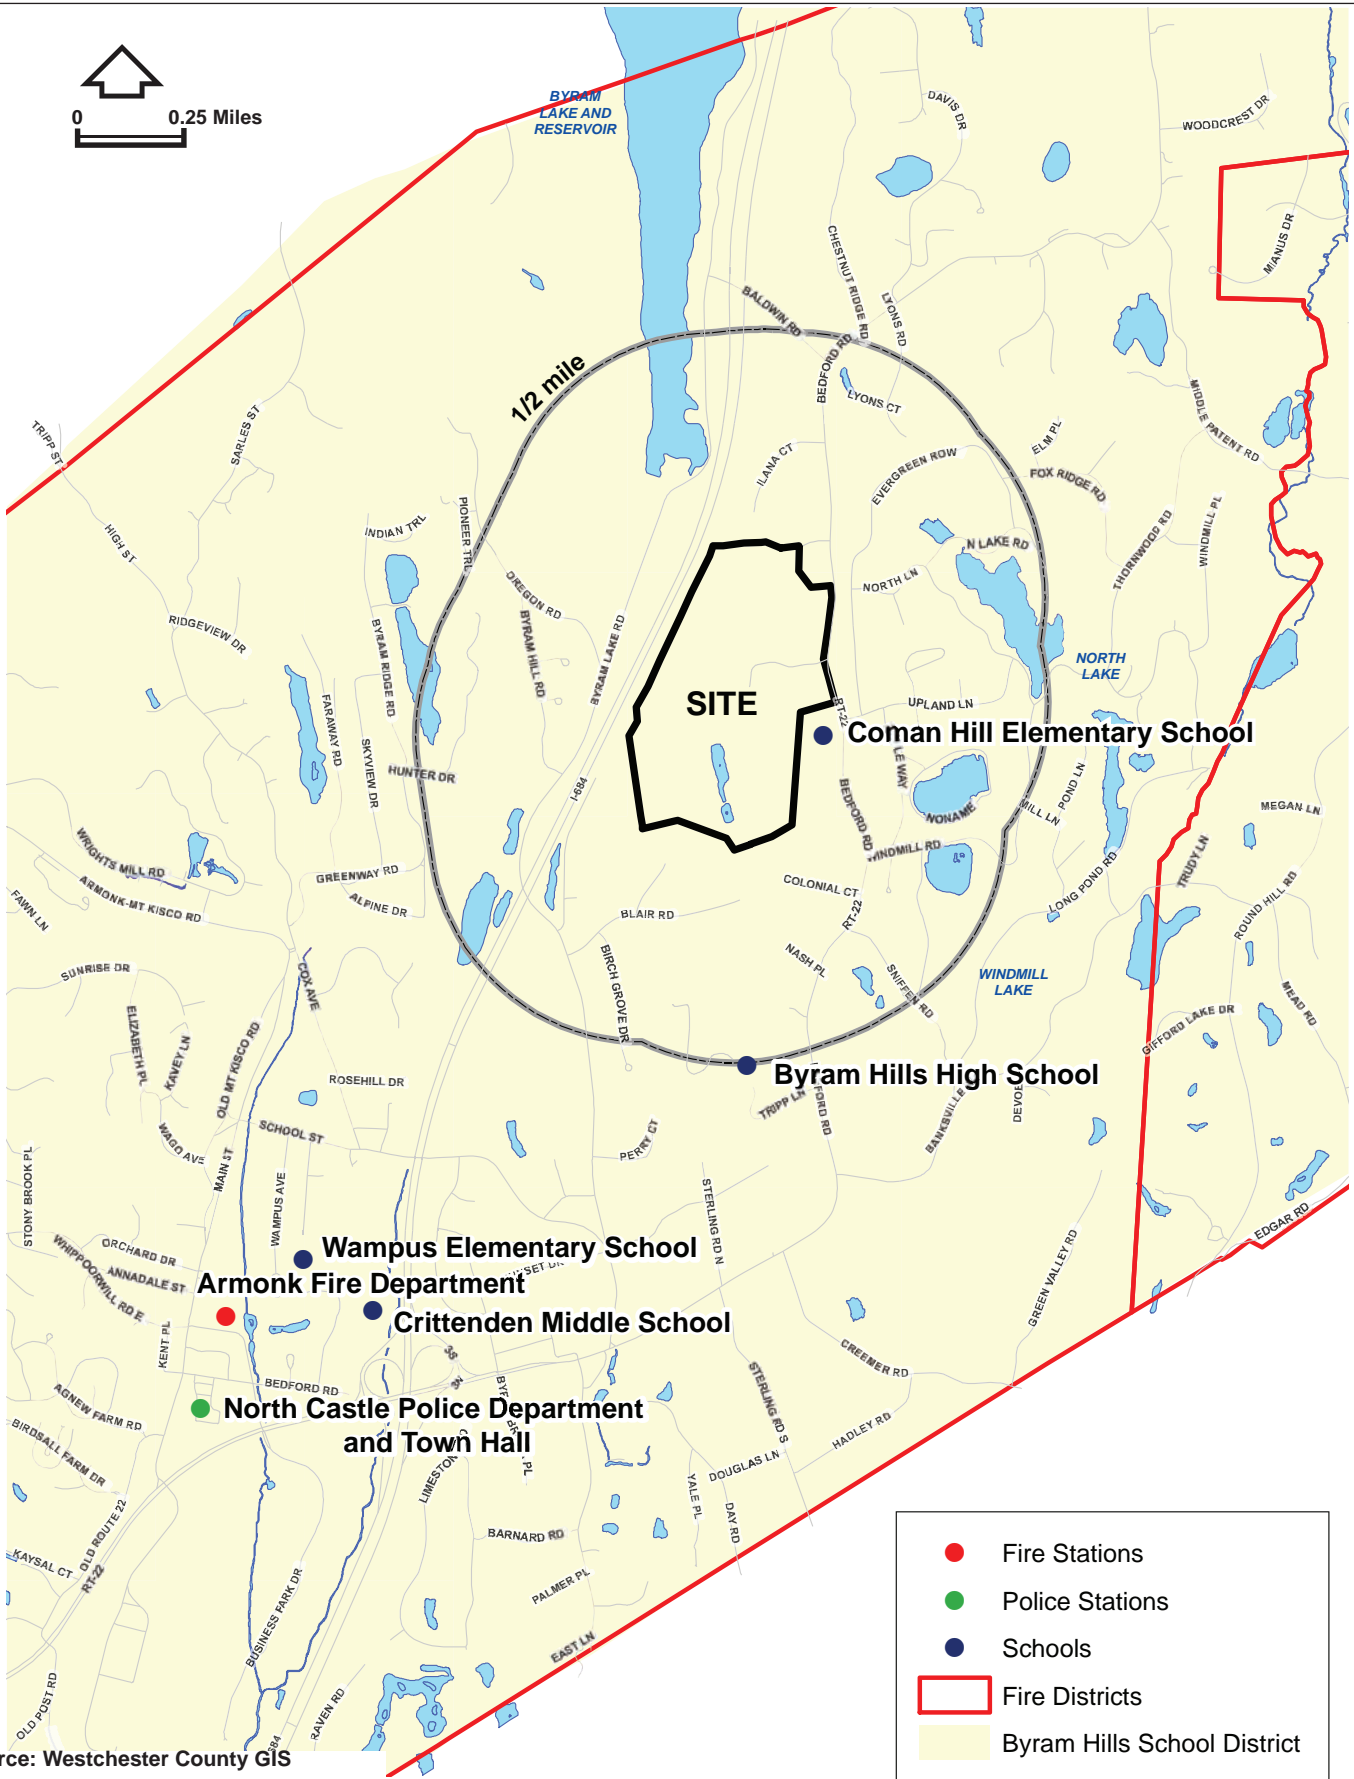 0
0.25 Miles
BYRAM
LAKE AND
RESERVOIR
DAVIS DR
WOODCREST DR
MIANUS DR
CHESTNUT RIDGE RD
LYONS RD
BALDWIN RD
BEDFORD RD
1/2 mile
LYONS CT
MIDDLE PATENT RD
TRIPP ST
SARLES ST
ELM PL
ILANA CT
EVERGREEN ROW
FOX RIDGE RD
PIONEER TRL
INDIAN TRL
HIGH ST
THORNWOOD RD
WINDMILL PL
N LAKE RD
NORTH LN
OREGON RD
RIDGEVIEW DR
BYRAM RIDGE RD
BYRAM HILL RD
BYRAM LAKE RD
NORTH
LAKE
SITE
FARAWAY RD
SKYVIEW DR
UPLAND LN
RT-22
Coman Hill Elementary School
LE WAY
HUNTER DR
I-684
BEDFORD RD
NONAME
MILL LN
POND LN
MEGAN LN
WRIGHTS MILL RD
WINDMILL RD
TRUDY LN
GREENWAY RD
ARMONK-MT KISCO RD
ALPINE DR
COLONIAL CT
LONG POND RD
ROUND HILL RD
FAWN LN
BLAIR RD
RT-22
NASH PL
SUNRISE DR
COX AVE
BIRCH GROVE DR
SNIFFEN RD
WINDMILL
LAKE
MEAD RD
ELIZABETH PL
KAVEY LN
OLD MT KISCO RD
GIFFORD LAKE DR
ROSEHILL DR
Byram Hills High School
TRIPP LN
FORD RD
BANKSVILLE
DEVOE
WAGO AVE
SCHOOL ST
PERRY CT
STONY BROOK PL
MAIN ST
WAMPUS AVE
STERLING RD N
EDGAR RD
ORCHARD DR
WHIPPOORWILL RD E
ANNADALE ST
Wampus Elementary School
NSET DR
Armonk Fire Department
Crittenden Middle School
GREEN VALLEY RD
KENT PL
3S
3N
CREEMER RD
BEDFORD RD
AGNEW FARM RD
North Castle Police Department
and Town Hall
BIRDSALL FARM DR
STERLING RD S
HADLEY RD
DOUGLAS LN
YALE PL
DAY RD
OLD ROUTE 22
RT-22
KAYSAL CT
BARNARD RD
PALMER PL
BUSINESS PARK DR
EAST LN
OLD POST RD
RAVEN RD
684
rce: Westchester County GIS
Fire Stations
Police Stations
Schools
Fire Districts
Byram Hills School District